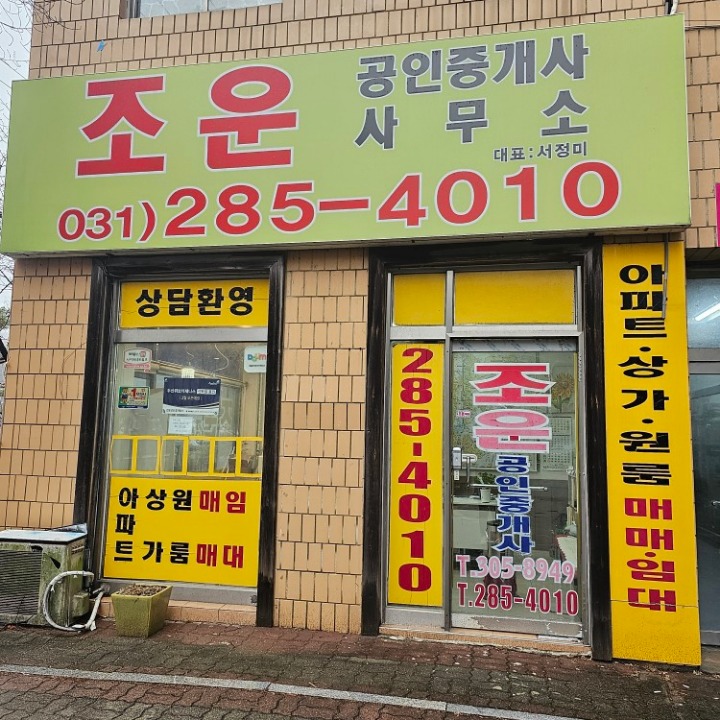 조운 공인중개사
사무소
대표:서정미
031)285-4010
상담환영
아파트 상가 원룸 매매 임대
285-4010
조운
공인중개사
T.305-8949
T.285-4010
아파트·상가·원룸 매매·임대